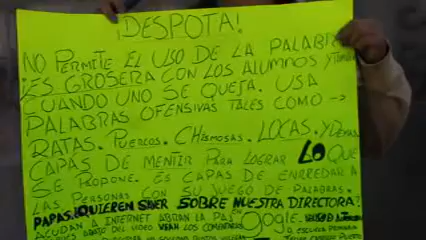 ¡DESPOTA!
NO PERMITE EL USO DE LA PALABRA
¡ES GROSERA CON LOS ALUMNOS Y
CUANDO UNO SE QUEJA. USA
PALABRAS OFENSIVAS TALES COMO →
RATAS. PUERCOS. CHISMOSAS. LOCAS. Y
CAPAS DE MENTIR PARA LOGRAR LO QUE
SE PROPONE. ES CAPAS DE ENREDAR A
LAS PERSONAS CON SU JUEGO DE PALABRAS.
PAPAS ¿QUIEREN SABER SOBRE NUESTRA DIRECTORA?
ACUDAN A INTERNET ABRAN LA PAG Google
ABAJO DEL VIDEO VEAN LOS COMENTARIOS